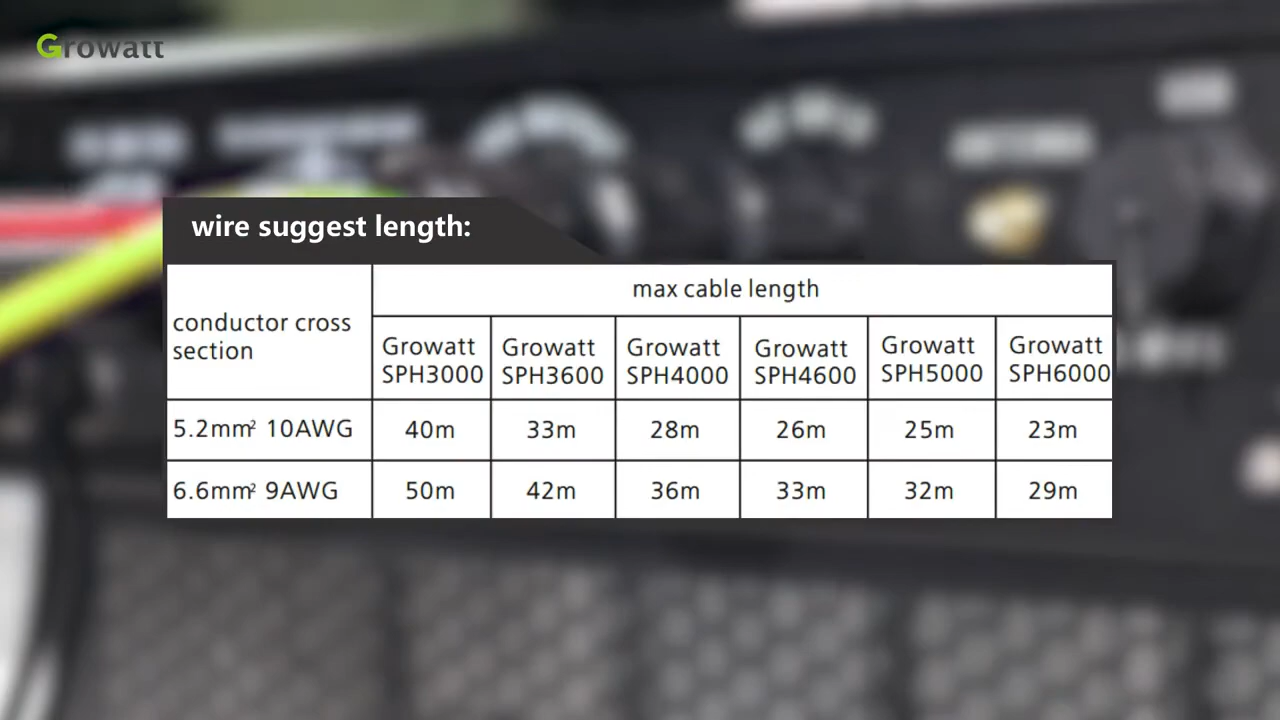 Growatt
wire suggest length:
conductor cross
section
max cable length
Growatt
SPH3000
Growatt
SPH3600
Growatt
SPH4000
Growatt
SPH4600
Growatt
SPH5000
Growatt
SPH6000
5.2mm² 10AWG 40m 33m 28m 26m 25m 23m
6.6mm² 9AWG 50m 42m 36m 33m 32m 29m